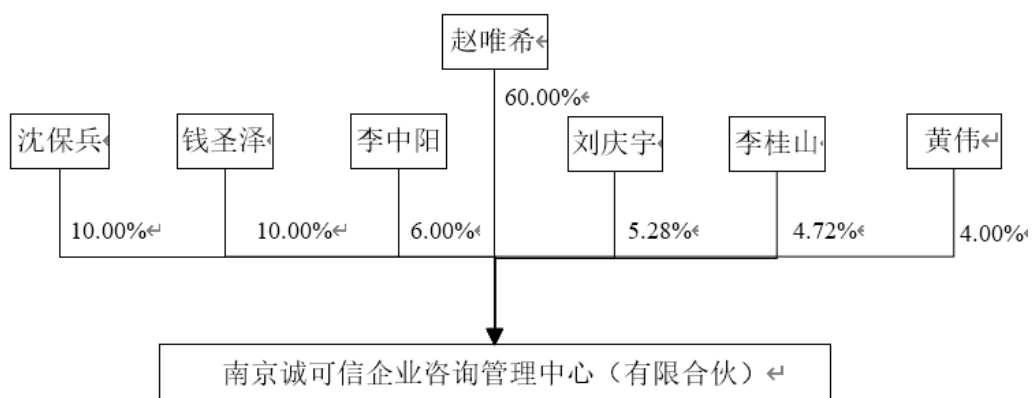 赵唯希
60.00%
沈保兵
钱圣泽
李中阳
刘庆宇
李桂山
黄伟
10.00%
10.00%
6.00%
5.28%
4.72%
4.00%
南京诚可信企业咨询管理中心（有限合伙）